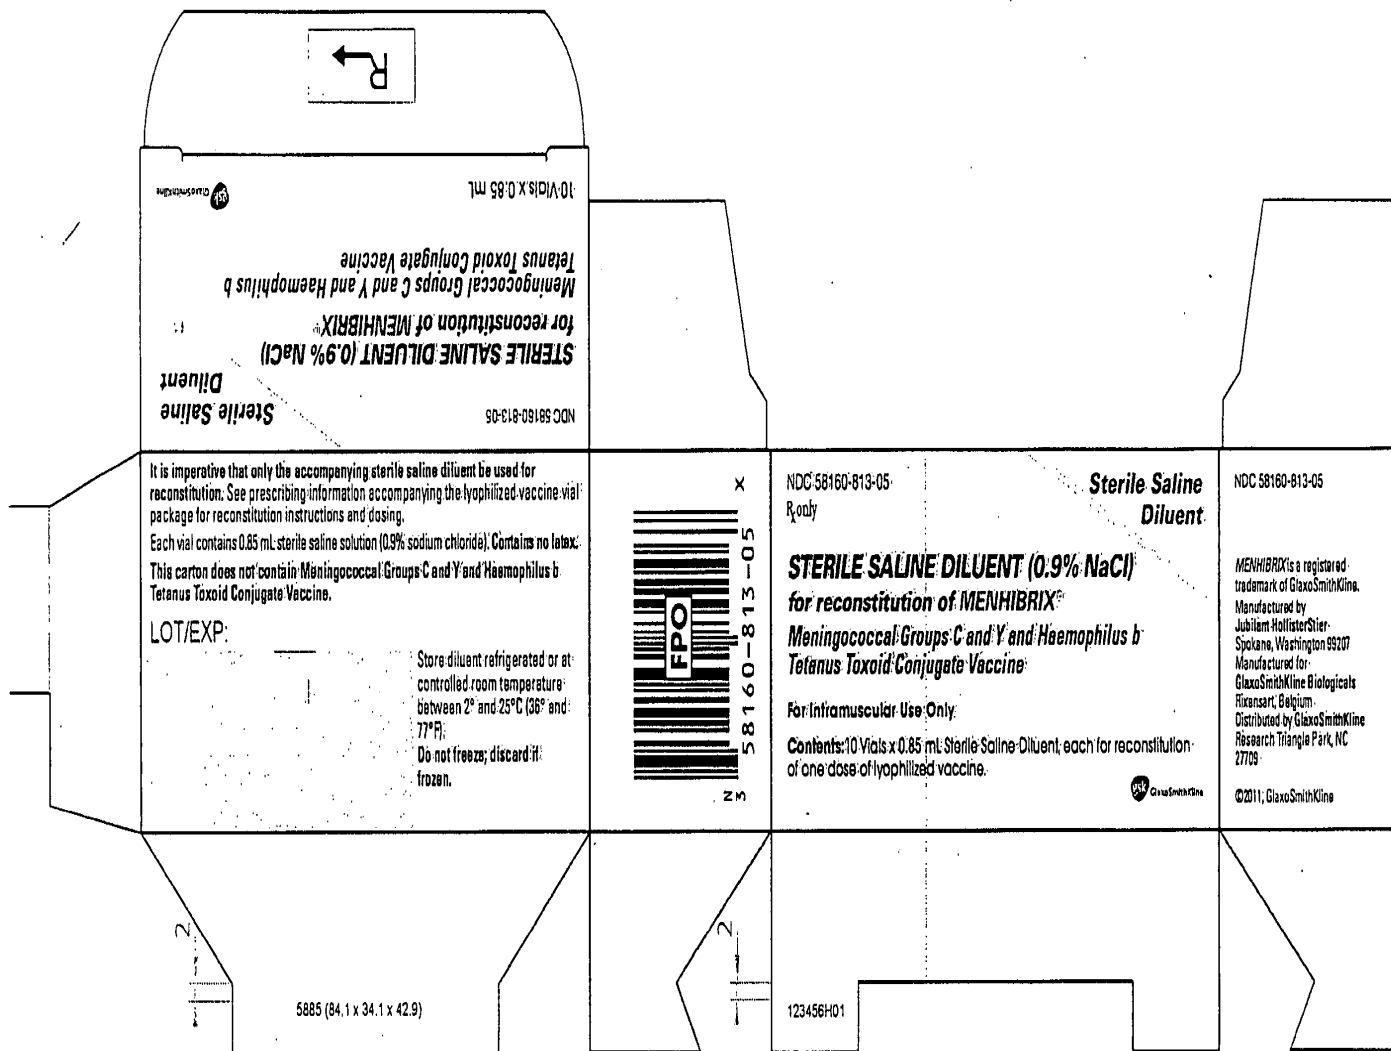 R
10 Vials x 0.85 mL
gsk GlaxoSmithKline
NDC 58160-813-05
Sterile Saline
Diluent
STERILE SALINE DILUENT (0.9% NaCl)
for reconstitution of MENHIBRIX
Meningococcal Groups C and Y and Haemophilus b
Tetanus Toxoid Conjugate Vaccine
It is imperative that only the accompanying sterile saline diluent be used for
reconstitution. See prescribing information accompanying the lyophilized vaccine vial
package for reconstitution instructions and dosing.
Each vial contains 0.85 mL sterile saline solution (0.9% sodium chloride). Contains no latex.
This carton does not contain Meningococcal Groups C and Y and Haemophilus b
Tetanus Toxoid Conjugate Vaccine.
LOT/EXP:
Store diluent refrigerated or at
controlled room temperature
between 2° and 25°C (36° and
77°F).
Do not freeze; discard if
frozen.
X
FPO
58160-813-05
N
3
NDC 58160-813-05
℞ only
Sterile Saline
Diluent
STERILE SALINE DILUENT (0.9% NaCl)
for reconstitution of MENHIBRIX®
Meningococcal Groups C and Y and Haemophilus b
Tetanus Toxoid Conjugate Vaccine
For Intramuscular Use Only
Contents: 10 Vials x 0.85 mL Sterile Saline Diluent, each for reconstitution
of one dose of lyophilized vaccine.
gsk GlaxoSmithKline
NDC 58160-813-05
MENHIBRIX is a registered
trademark of GlaxoSmithKline.
Manufactured by
Jubilant HollisterStier
Spokane, Washington 99207
Manufactured for
GlaxoSmithKline Biologicals
Rixensart, Belgium
Distributed by GlaxoSmithKline
Research Triangle Park, NC
27709
©2011, GlaxoSmithKline
2
5885 (84,1 x 34.1 x 42.9)
2
123456H01